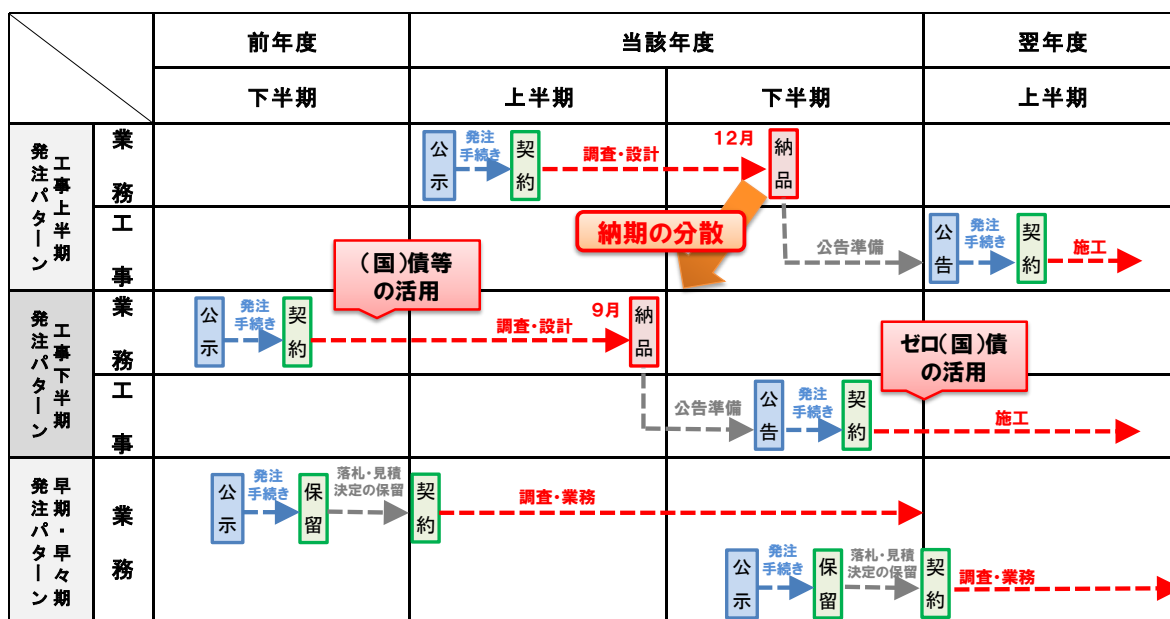 前年度
当該年度
翌年度
下半期
上半期
下半期
上半期
工事上半期
発注パターン
業務
公示
発注
手続き
契約
調査・設計
12月
納品
納期の分散
工事
公告準備
公告
発注
手続き
契約
施工
工事下半期
発注パターン
業務
公示
発注
手続き
契約
（国）債等
の活用
調査・設計
9月
納品
ゼロ（国）債
の活用
工事
公告準備
公告
発注
手続き
契約
施工
早期・早々期
発注パターン
業務
公示
発注
手続き
保留
落札・見積
決定の保留
契約
調査・業務
公示
発注
手続き
保留
落札・見積
決定の保留
契約
調査・業務